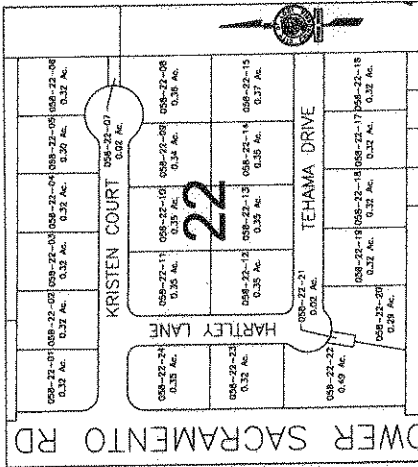 058-22-06
0.32 Ac.
058-22-05
0.30 Ac.
058-22-04
0.32 Ac.
058-22-03
0.32 Ac.
058-22-02
0.32 Ac.
058-22-01
0.32 Ac.
058-22-07
0.02 Ac.
KRISTEN COURT
058-22-08
0.36 Ac.
058-22-09
0.34 Ac.
058-22-10
0.35 Ac.
058-22-11
0.35 Ac.
058-22-24
0.35 Ac.
22
HARTLEY LANE
058-22-15
0.37 Ac.
058-22-14
0.35 Ac.
058-22-13
0.35 Ac.
058-22-12
0.35 Ac.
058-22-23
0.32 Ac.
TEHAMA DRIVE
058-22-21
0.02 Ac.
058-22-22
0.49 Ac.
0.32 Ac.
058-22-17
0.32 Ac.
058-22-18
0.32 Ac.
058-22-19
0.32 Ac.
058-22-20
0.29 Ac.
OWER SACRAMENTO RD